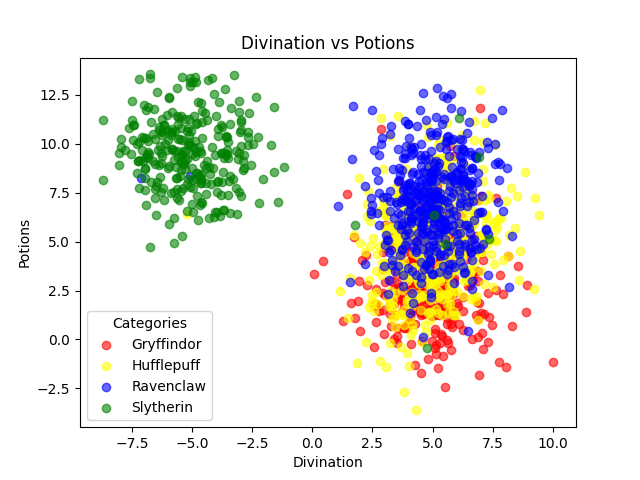 Divination vs Potions
12.5
10.0
7.5
5.0
2.5
0.0
−2.5
Potions
Categories
Gryffindor
Hufflepuff
Ravenclaw
Slytherin
−7.5 −5.0 −2.5 0.0 2.5 5.0 7.5 10.0
Divination